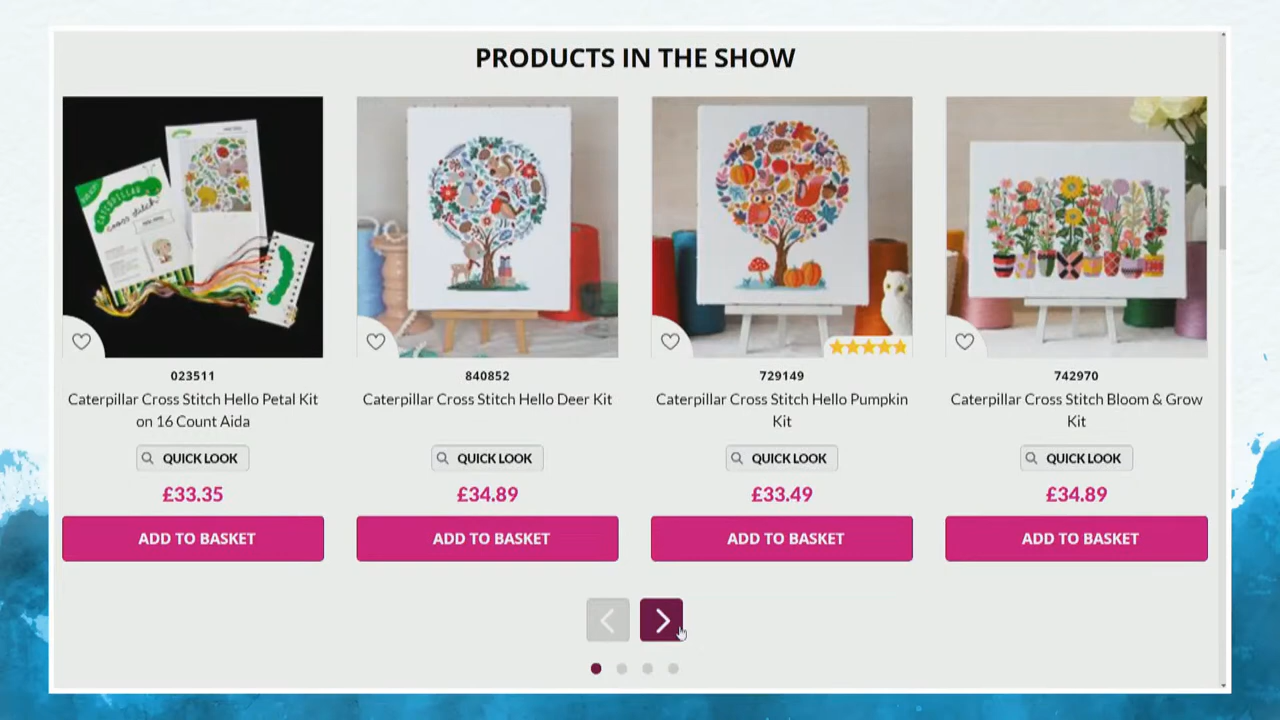 PRODUCTS IN THE SHOW
CATERPILLAR
cross stitch
023511
840852
729149
742970
Caterpillar Cross Stitch Hello Petal Kit
on 16 Count Aida
Caterpillar Cross Stitch Hello Deer Kit
Caterpillar Cross Stitch Hello Pumpkin
Kit
Caterpillar Cross Stitch Bloom & Grow
Kit
QUICK LOOK
QUICK LOOK
QUICK LOOK
QUICK LOOK
£33.35
£34.89
£33.49
£34.89
ADD TO BASKET
ADD TO BASKET
ADD TO BASKET
ADD TO BASKET